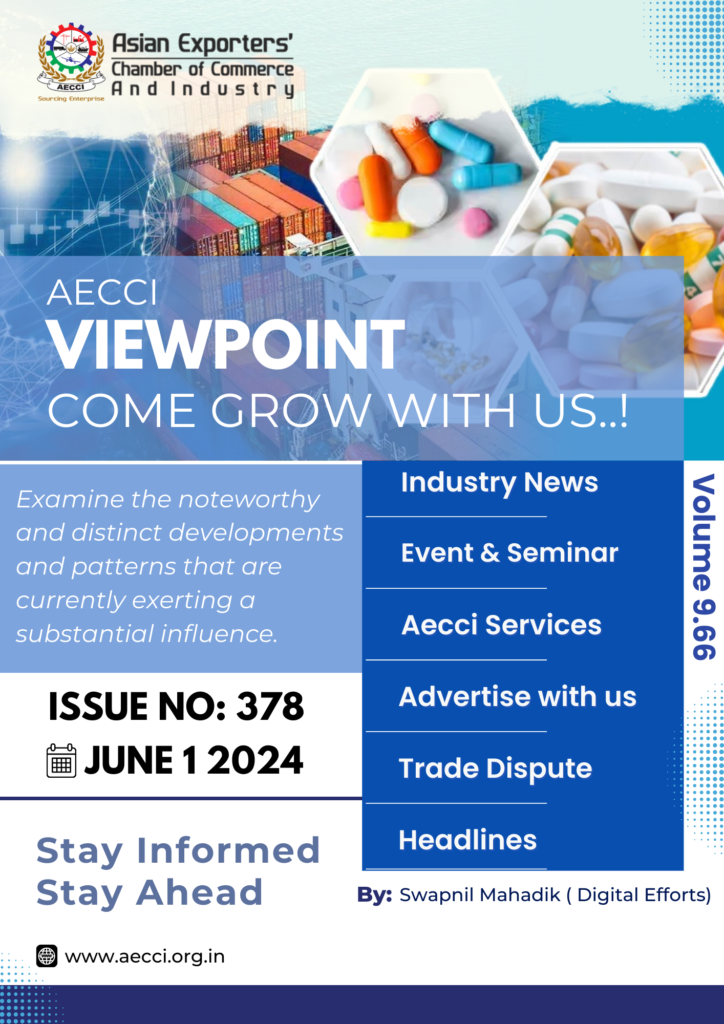 Asian Exporters'
Chamber of Commerce
And Industry
AECCI
Sourcing Enterprise
AECCI
VIEWPOINT
COME GROW WITH US..!
Examine the noteworthy
and distinct developments
and patterns that are
currently exerting a
substantial influence.
Industry News
Event & Seminar
Aecci Services
Advertise with us
Trade Dispute
Headlines
Volume 9.66
ISSUE NO: 378
JUNE 1 2024
Stay Informed
Stay Ahead
By: Swapnil Mahadik ( Digital Efforts)
www.aecci.org.in